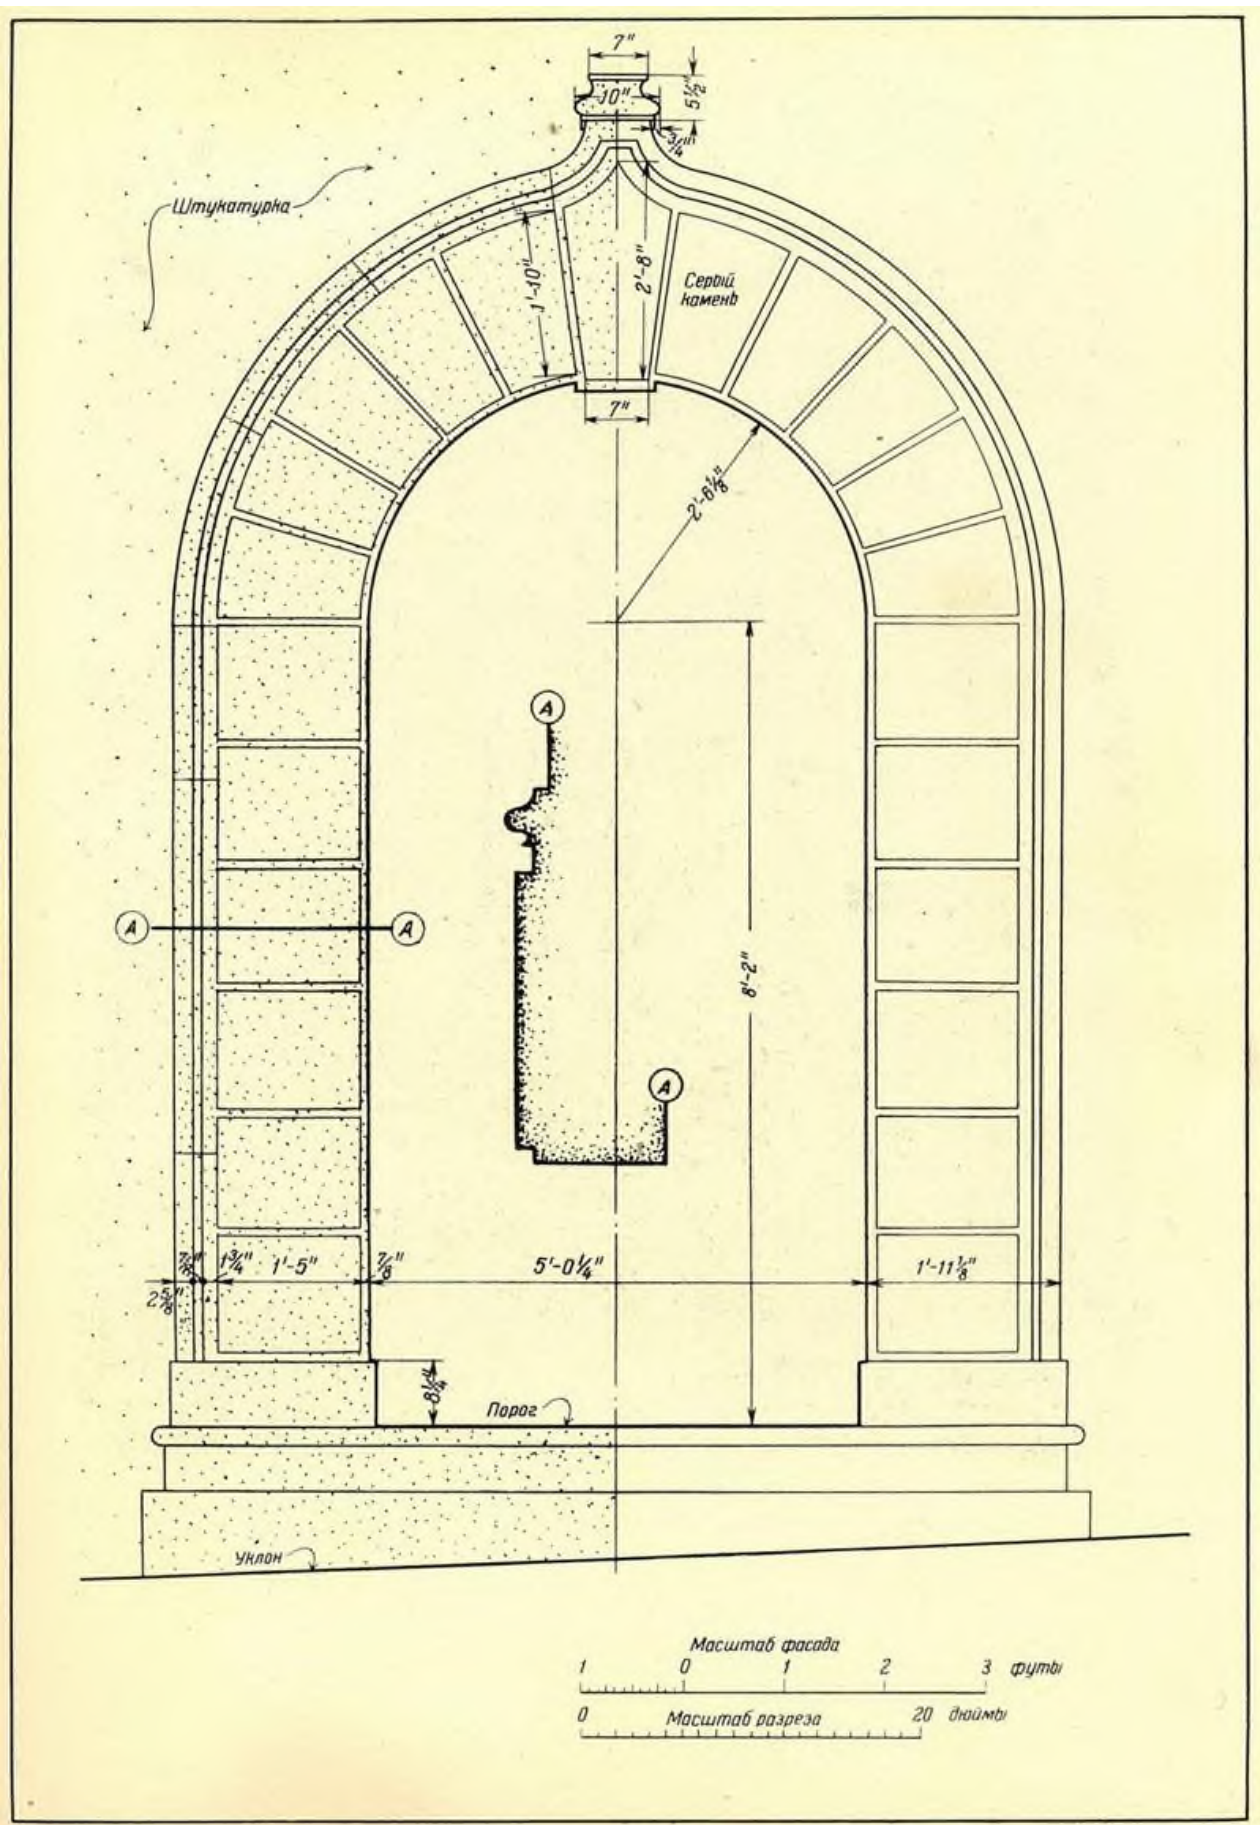 7"
10"
5½"
¾"
Штукатурка
1'-10"
2'-8"
Серый
камень
7"
2'-6⅛"
A
A
A
8'-2"
A
⅞"
1¾"
1'-5"
⅞"
5'-0¼"
1'-11⅛"
2⅝"
8¼"
Порог
Уклон
Масштаб фасада
1 0 1 2 3 футы
0 Масштаб разреза 20 дюймы